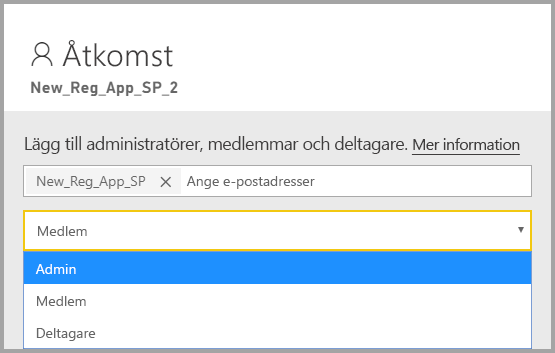 Åtkomst
New_Reg_App_SP_2
Lägg till administratörer, medlemmar och deltagare. Mer information
New_Reg_App_SP × Ange e-postadresser
Medlem
Admin
Medlem
Deltagare